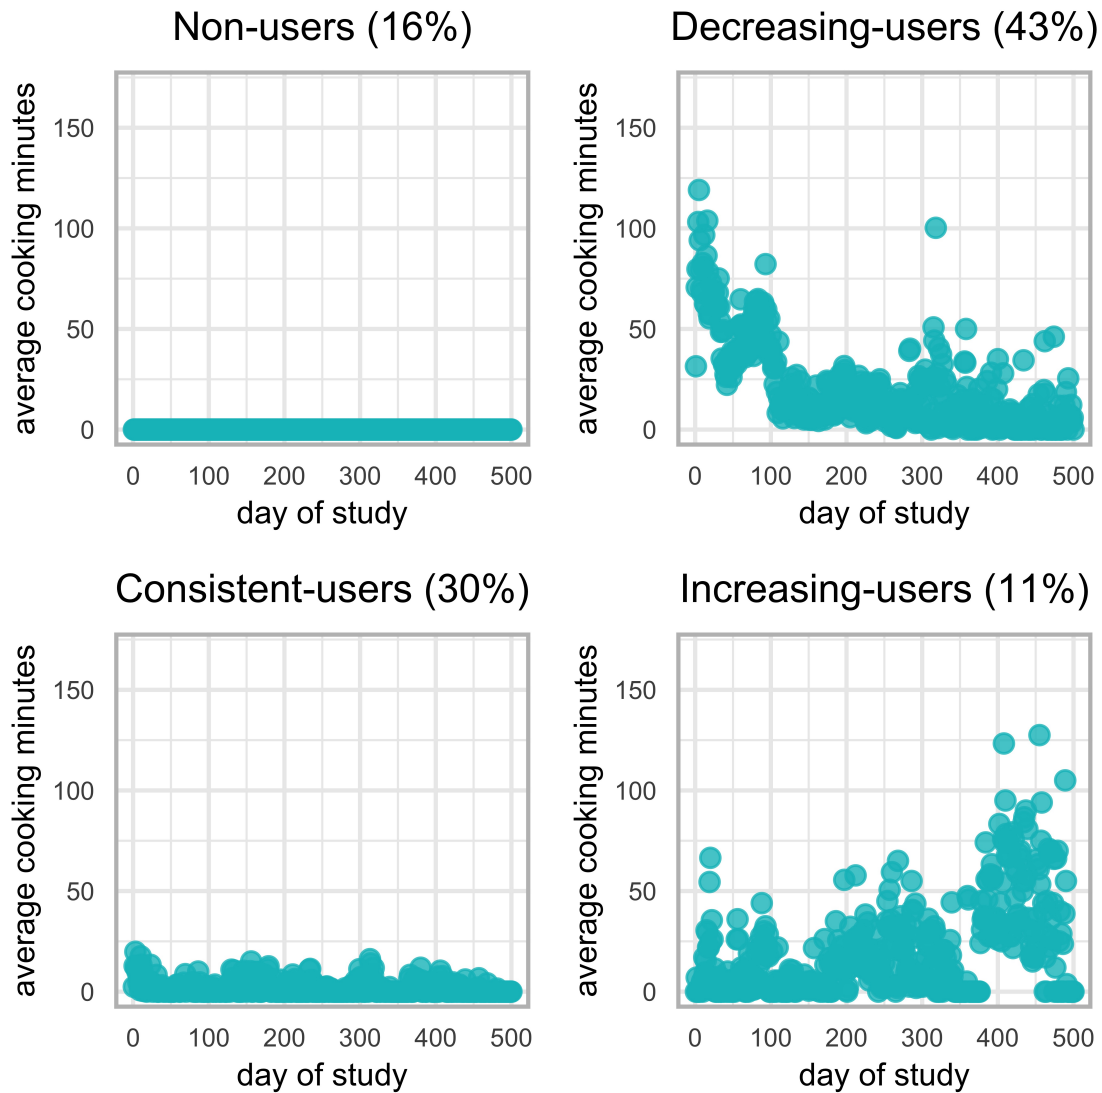 Non-users (16%)
average cooking minutes
150
100
50
0
0 100 200 300 400 500
day of study
Decreasing-users (43%)
average cooking minutes
150
100
50
0
0 100 200 300 400 500
day of study
Consistent-users (30%)
average cooking minutes
150
100
50
0
0 100 200 300 400 500
day of study
Increasing-users (11%)
average cooking minutes
150
100
50
0
0 100 200 300 400 500
day of study